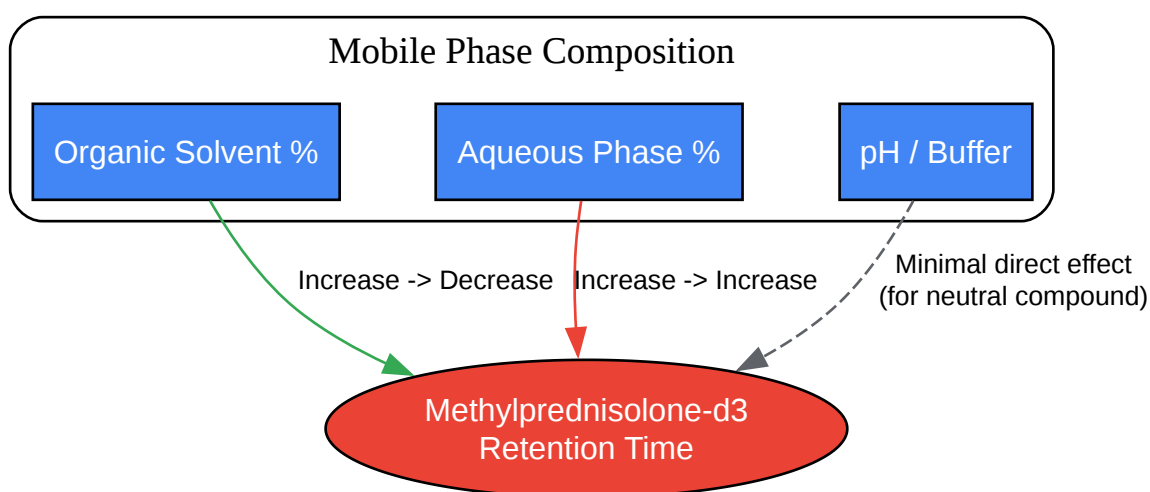 Mobile Phase Composition
Organic Solvent %
Aqueous Phase %
pH / Buffer
Increase -> Decrease
Increase -> Increase
Minimal direct effect
(for neutral compound)
Methylprednisolone-d3
Retention Time